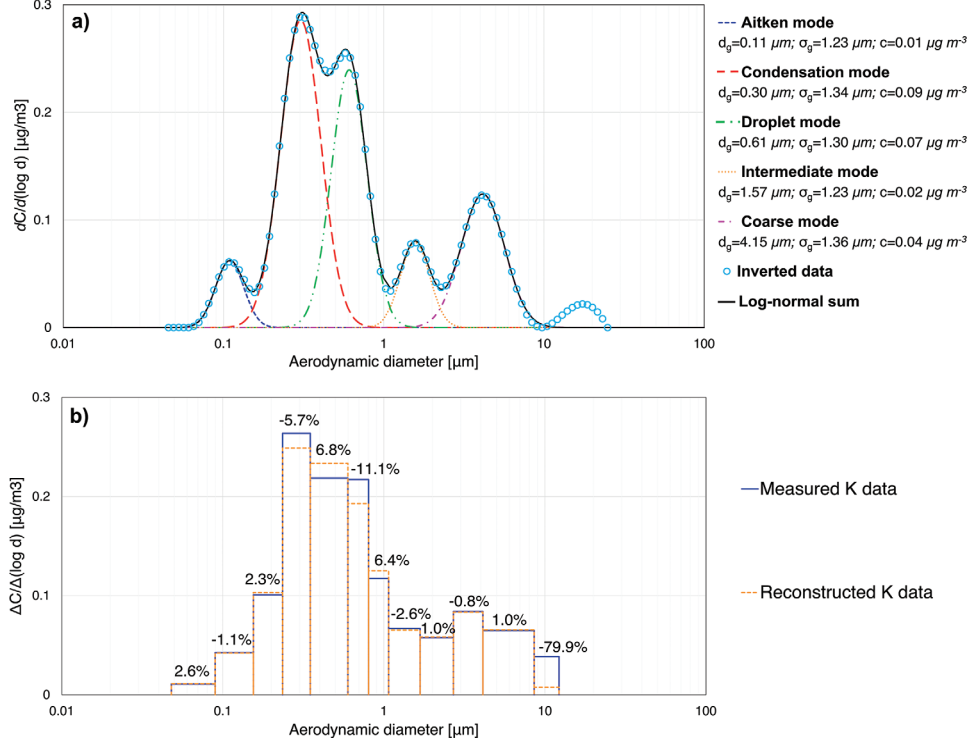 0.3
0.2
0.1
0
dC/d(log d) [µg/m3]
a)
0.01
0.1
1
10
100
Aerodynamic diameter [µm]
Aitken mode
dg=0.11 µm; σg=1.23 µm; c=0.01 µg m-3
Condensation mode
dg=0.30 µm; σg=1.34 µm; c=0.09 µg m-3
Droplet mode
dg=0.61 µm; σg=1.30 µm; c=0.07 µg m-3
Intermediate mode
dg=1.57 µm; σg=1.23 µm; c=0.02 µg m-3
Coarse mode
dg=4.15 µm; σg=1.36 µm; c=0.04 µg m-3
Inverted data
Log-normal sum
0.3
0.2
0.1
0
ΔC/Δ(log d) [µg/m3]
b)
2.6%
-1.1%
2.3%
-5.7%
6.8%
-11.1%
6.4%
-2.6%
1.0%
-0.8%
1.0%
-79.9%
0.01
0.1
1
10
100
Aerodynamic diameter [µm]
Measured K data
Reconstructed K data